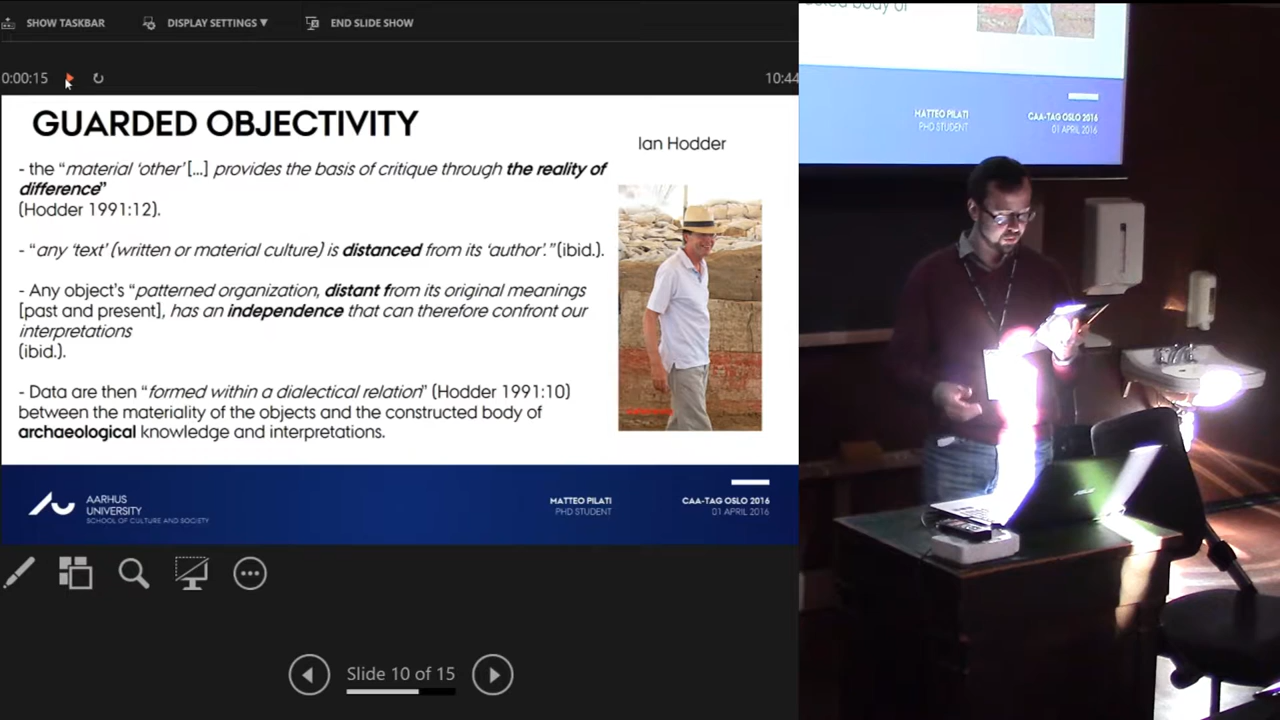 SHOW TASKBAR
DISPLAY SETTINGS ▼
END SLIDE SHOW
0:00:15
10:44
GUARDED OBJECTIVITY
Ian Hodder
- the “material ‘other’ [...] provides the basis of critique through the reality of
difference”
(Hodder 1991:12).
- “any ‘text’ (written or material culture) is distanced from its ‘author’.” (ibid.).
- Any object’s “patterned organization, distant from its original meanings
[past and present], has an independence that can therefore confront our
interpretations
(ibid.).
- Data are then “formed within a dialectical relation” (Hodder 1991:10)
between the materiality of the objects and the constructed body of
archaeological knowledge and interpretations.
AARHUS
UNIVERSITY
SCHOOL OF CULTURE AND SOCIETY
MATTEO PILATI
PHD STUDENT
CAA-TAG OSLO 2016
01 APRIL 2016
Slide 10 of 15
body of
MATTEO PILATI
PHD STUDENT
CAA-TAG OSLO 2016
01 APRIL 2016